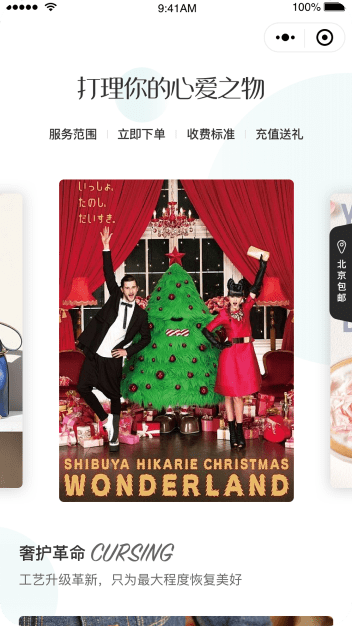 9:41AM
100%
打理你的心爱之物
服务范围
立即下单
收费标准
充值送礼
いっしょ、
たのし、
だいすき。
北京包邮
SHIBUYA HIKARIE CHRISTMAS
WONDERLAND
奢护革命 CURSING
工艺升级革新，只为最大程度恢复美好